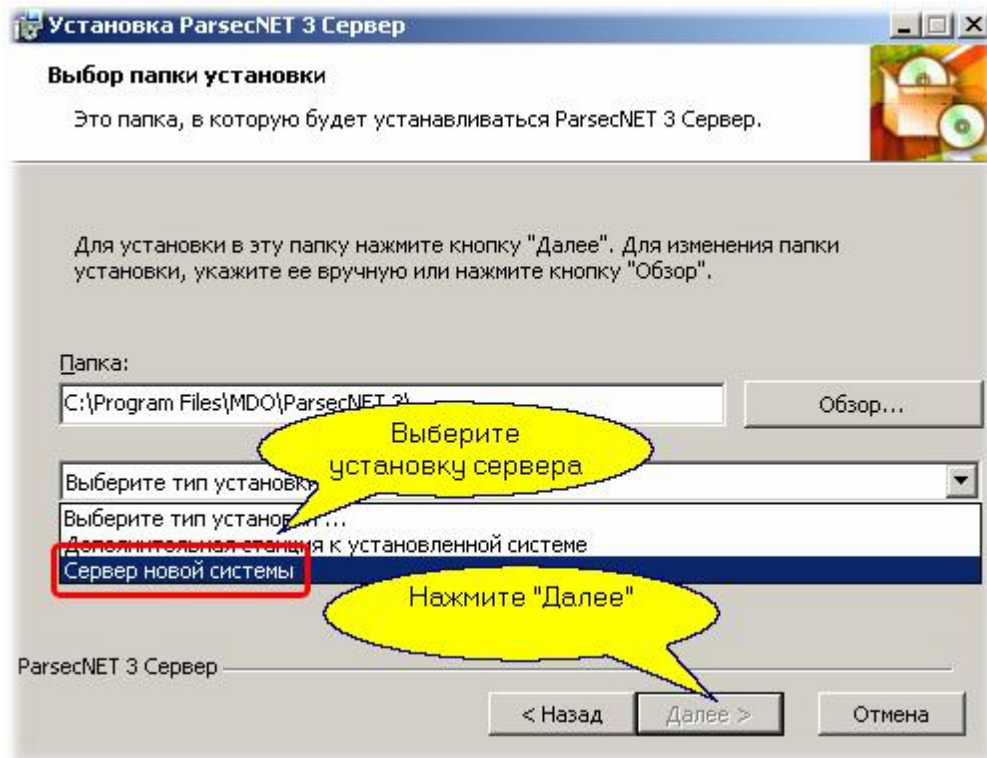 Установка ParsecNET 3 Сервер
Выбор папки установки
Это папка, в которую будет устанавливаться ParsecNET 3 Сервер.
Для установки в эту папку нажмите кнопку "Далее". Для изменения папки
установки, укажите ее вручную или нажмите кнопку "Обзор".
Папка:
C:\Program Files\MDO\ParsecNET 3\
Обзор...
Выберите
установку сервера
Выберите тип установки
Выберите тип установки ...
Дополнительная станция к установленной системе
Сервер новой системы
Нажмите "Далее"
ParsecNET 3 Сервер
< Назад
Далее >
Отмена